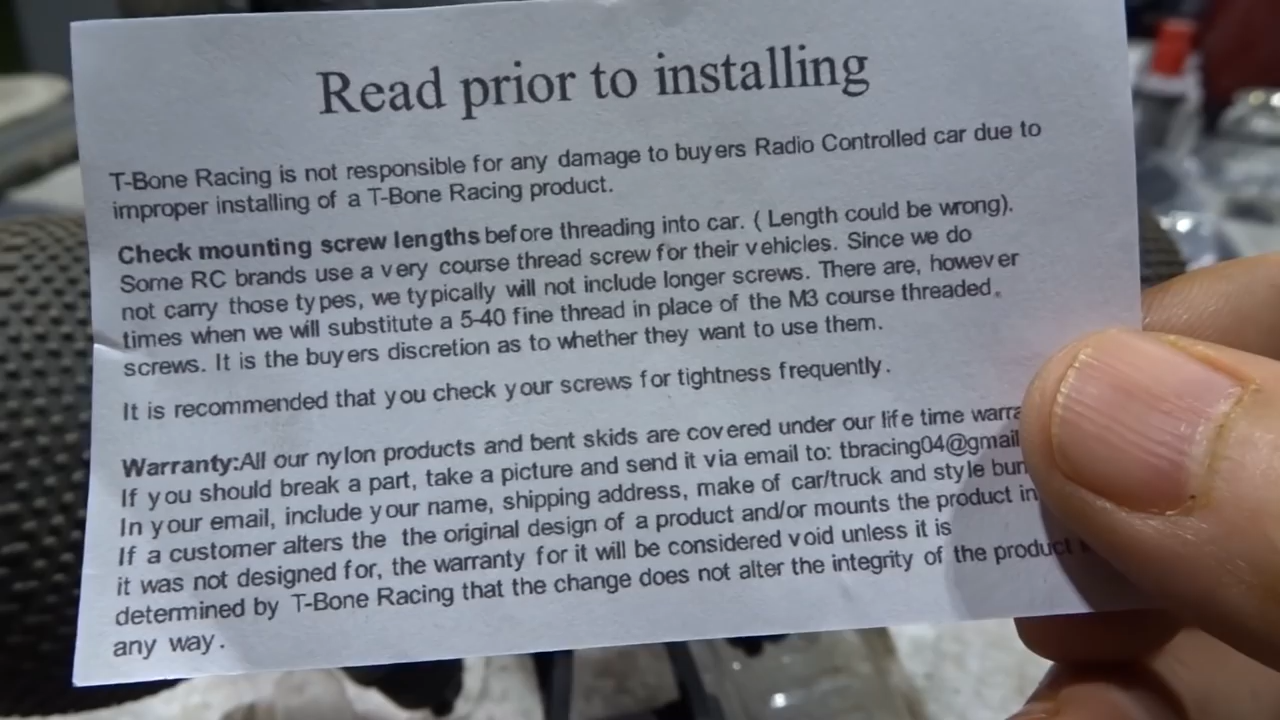 Read prior to installing
T-Bone Racing is not responsible for any damage to buyers Radio Controlled car due to
improper installing of a T-Bone Racing product.
Check mounting screw lengths before threading into car. ( Length could be wrong).
Some RC brands use a very course thread screw for their vehicles. Since we do
not carry those types, we typically will not include longer screws. There are, however
times when we will substitute a 5-40 fine thread in place of the M3 course threaded.
screws. It is the buyers discretion as to whether they want to use them.
It is recommended that you check your screws for tightness frequently.
Warranty:All our nylon products and bent skids are covered under our life time
If you should break a part, take a picture and send it via email to: tbracing04@gmail
In your email, include your name, shipping address, make of car/truck and style
If a customer alters the the original design of a product and/or mounts the product in
it was not designed for, the warranty for it will be considered void unless it is
determined by T-Bone Racing that the change does not alter the integrity of the product
any way.